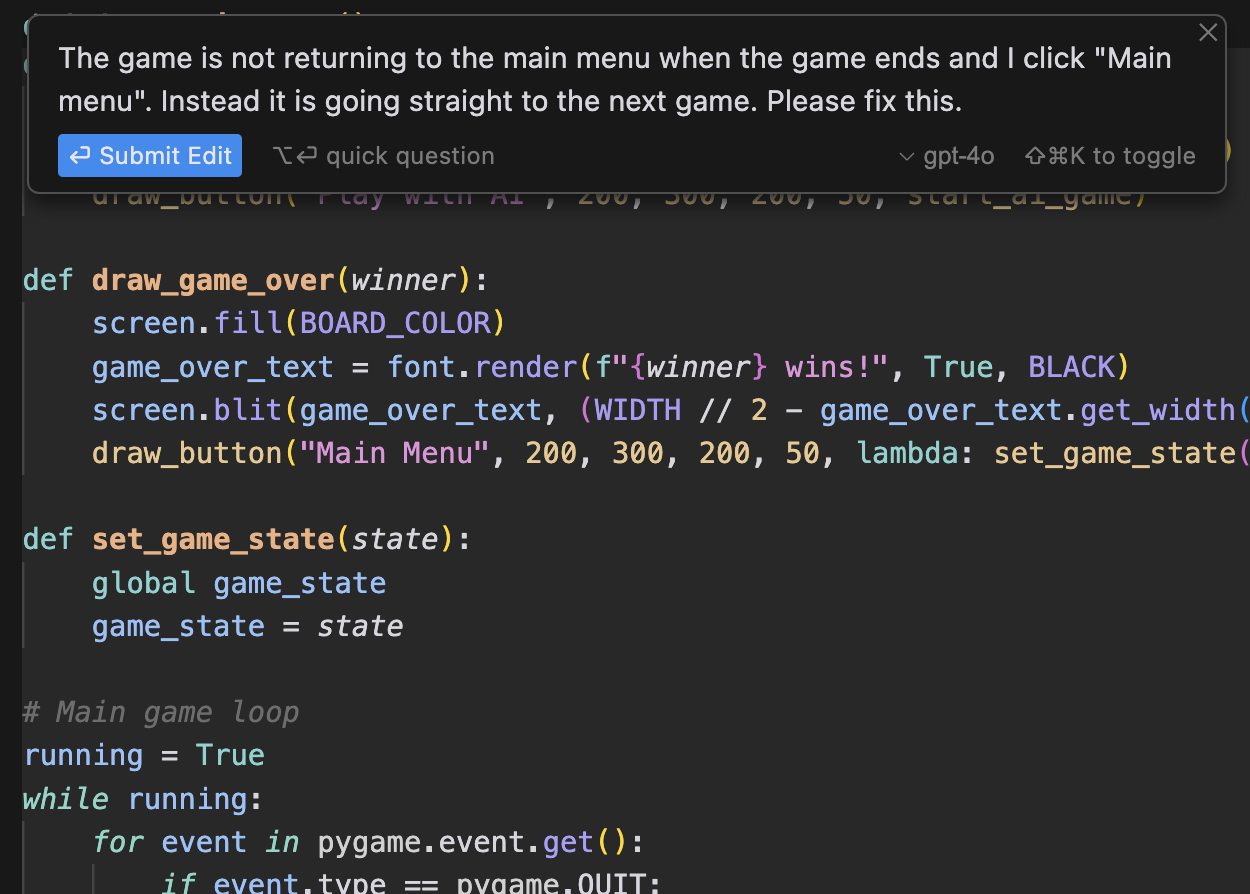 The game is not returning to the main menu when the game ends and I click "Main
menu". Instead it is going straight to the next game. Please fix this.
Submit Edit ⌥⏎ quick question gpt-4o ⇧⌘K to toggle
draw_button("Play with AI", 200, 300, 200, 50, start_ai_game)
def draw_game_over(winner):
screen.fill(BOARD_COLOR)
game_over_text = font.render(f"{winner} wins!", True, BLACK)
screen.blit(game_over_text, (WIDTH // 2 - game_over_text.get_width(
draw_button("Main Menu", 200, 300, 200, 50, lambda: set_game_state(
def set_game_state(state):
global game_state
game_state = state
# Main game loop
running = True
while running:
for event in pygame.event.get():
if event.type == pygame.QUIT: